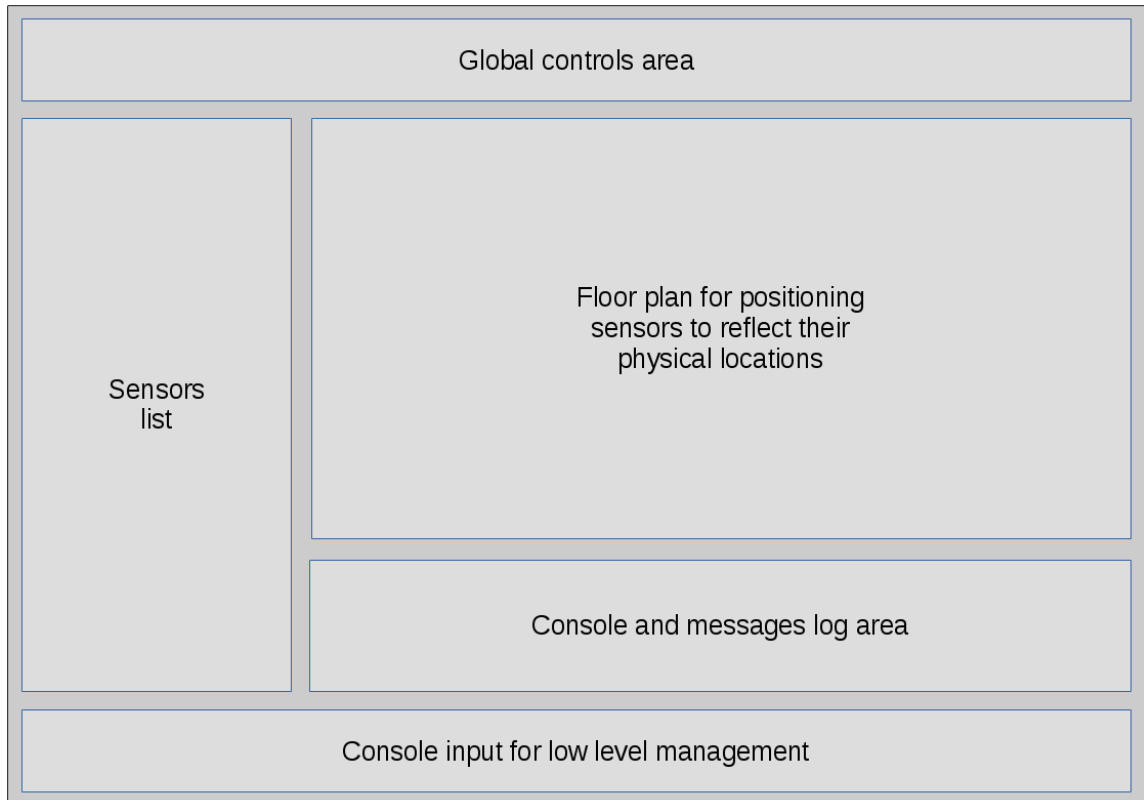 Global controls area
Sensors
list
Floor plan for positioning
sensors to reflect their
physical locations
Console and messages log area
Console input for low level management